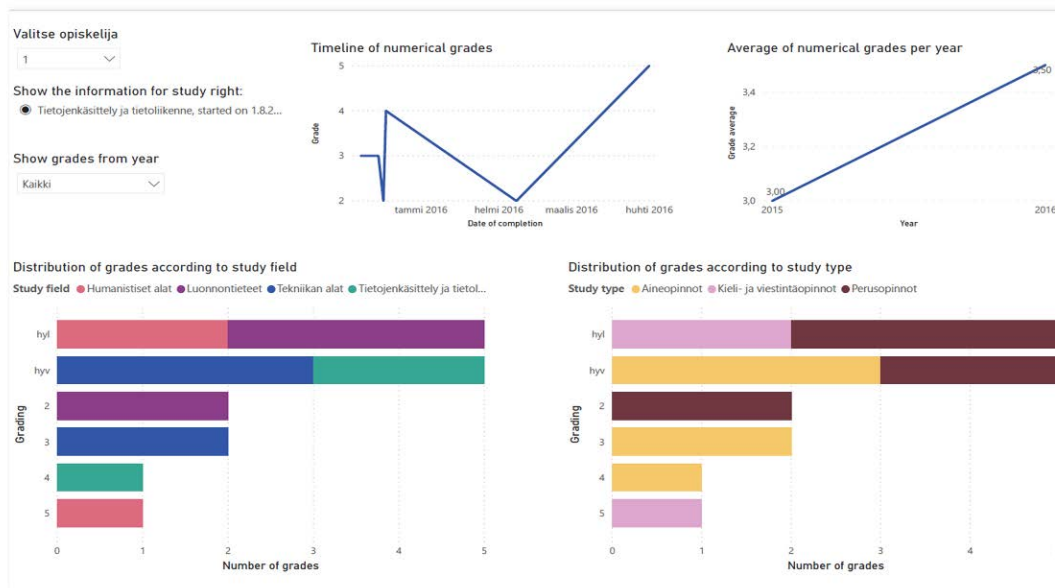 Valitse opiskelija
1
Show the information for study right:
Tietojenkäsittely ja tietoliikenne, started on 1.8.2...
Show grades from year
Kaikki
Timeline of numerical grades
5
4
3
2
Grade
tammi 2016 helmi 2016 maalis 2016 huhti 2016
Date of completion
Average of numerical grades per year
3,50
3,4
3,2
3,0
3,00
Grade average
2015 2016
Year
Distribution of grades according to study field
Study field Humanistiset alat Luonnontieteet Tekniikan alat Tietojenkäsittely ja tietol...
hyl
hyv
2
3
4
5
Grading
0 1 2 3 4 5
Number of grades
Distribution of grades according to study type
Study type Aineopinnot Kieli- ja viestintäopinnot Perusopinnot
hyl
hyv
2
3
4
5
Grading
0 1 2 3 4
Number of grades